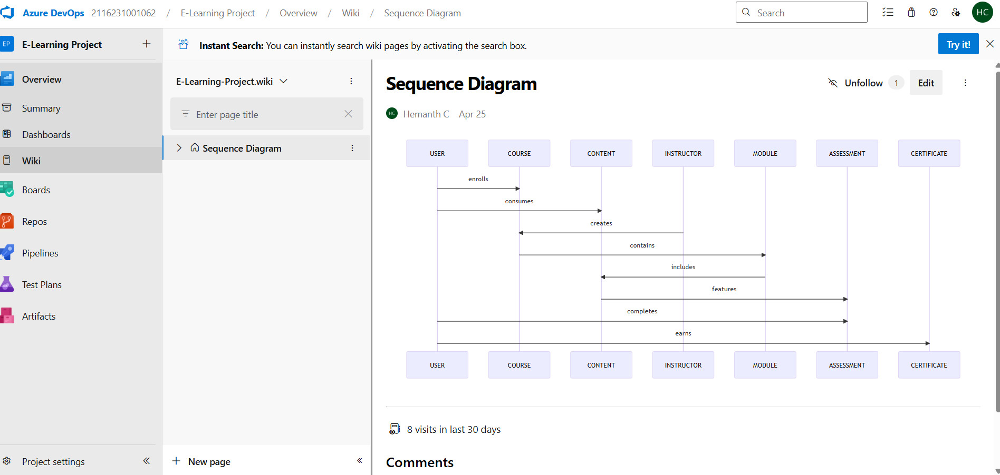 Azure DevOps 2116231001062 / E-Learning Project / Overview / Wiki / Sequence Diagram
Search
HC
EP E-Learning Project
Overview
Summary
Dashboards
Wiki
Boards
Repos
Pipelines
Test Plans
Artifacts
Project settings
Instant Search: You can instantly search wiki pages by activating the search box.
Try it!
E-Learning-Project.wiki
Enter page title
Sequence Diagram
New page
Sequence Diagram
Unfollow 1
Edit
HC Hemanth C Apr 25
USER COURSE CONTENT INSTRUCTOR MODULE ASSESSMENT CERTIFICATE
enrolls
consumes
creates
contains
includes
features
completes
earns
USER COURSE CONTENT INSTRUCTOR MODULE ASSESSMENT CERTIFICATE
8 visits in last 30 days
Comments